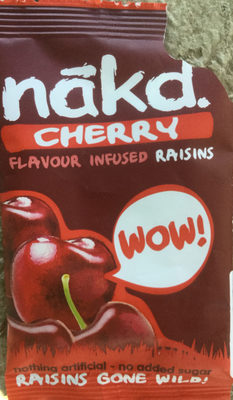 nākd.
CHERRY
FLAVOUR INFUSED RAISINS
WOW!
nothing artificial - no added sugar
RAISINS GONE WILD!